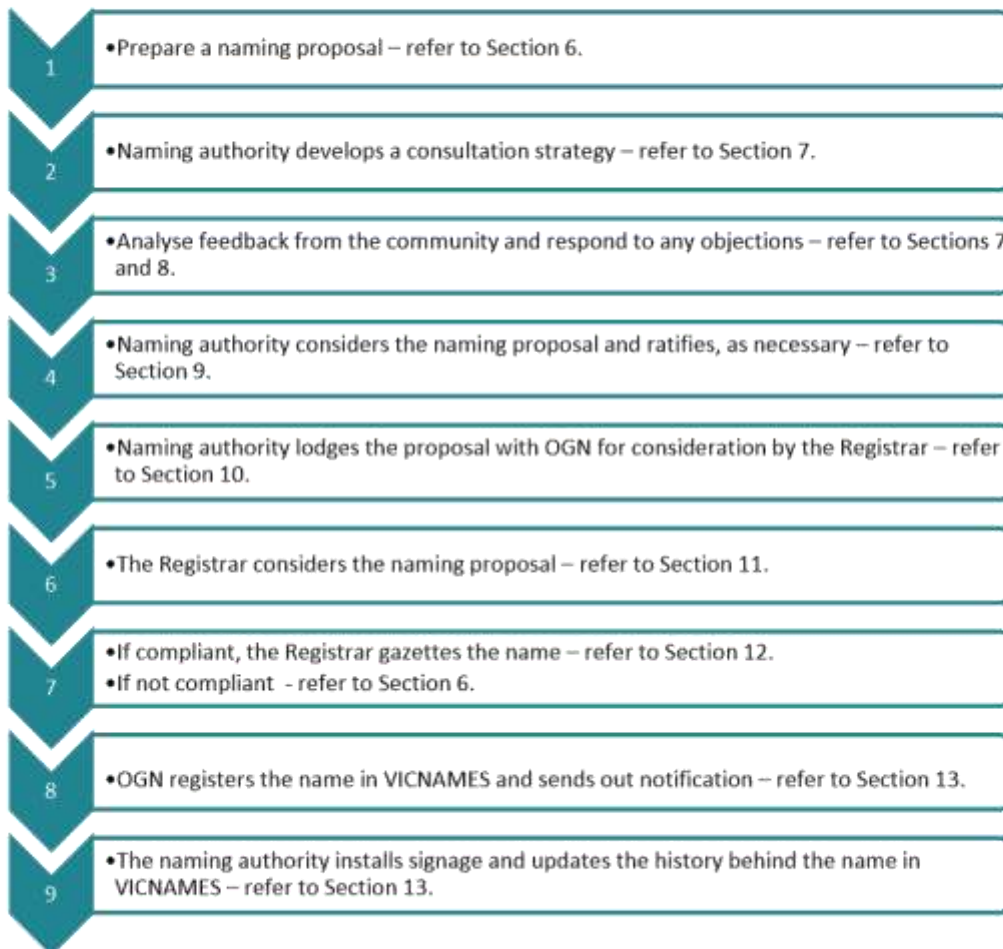 1
•Prepare a naming proposal – refer to Section 6.
2
•Naming authority develops a consultation strategy – refer to Section 7.
3
•Analyse feedback from the community and respond to any objections – refer to Sections 7
and 8.
4
•Naming authority considers the naming proposal and ratifies, as necessary – refer to
Section 9.
5
•Naming authority lodges the proposal with OGN for consideration by the Registrar – refer
to Section 10.
6
•The Registrar considers the naming proposal – refer to Section 11.
7
•If compliant, the Registrar gazettes the name – refer to Section 12.
•If not compliant - refer to Section 6.
8
•OGN registers the name in VICNAMES and sends out notification – refer to Section 13.
9
•The naming authority installs signage and updates the history behind the name in
VICNAMES – refer to Section 13.